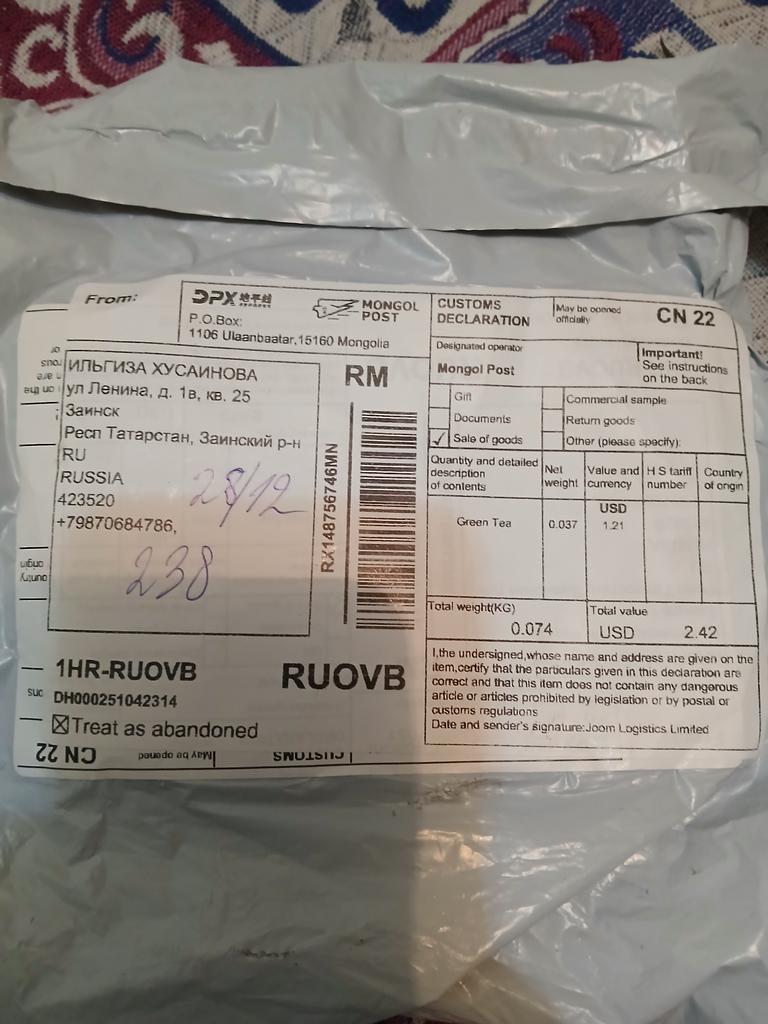 From:
DPX 地平线
P.O.Box:
1106 Ulaanbaatar,15160 Mongolia
MONGOL
POST
ИЛЬГИЗА ХУСАИНОВА
ул Ленина, д. 1в, кв. 25
Заинск
Респ Татарстан, Заинский р-н
RU
RUSSIA
423520
+79870684786,
28/12
238
RM
RX148756746MN
1HR-RUOVB
RUOVB
DH000251042314
☒Treat as abandoned
CUSTOMS
DECLARATION
May be opened
officially
CN 22
Designated operator
Mongol Post
Important!
See instructions
on the back
Gift
Commercial sample
Documents
Return goods
✓ Sale of goods
Other (please specify):
Quantity and detailed
description
of contents
Net
weight
Value and
currency
H S tariff
number
Country
of origin
USD
Green Tea 0.037 1.21
Total weight(KG)
0.074
Total value
USD 2.42
I,the undersigned,whose name and address are given on the
item,certify that the particulars given in this declaration are
correct and that this item does not contain any dangerous
article or articles prohibited by legislation or by postal or
customs regulations
Date and sender's signature:Joom Logistics Limited
CN 22
May be opened
CUSTOMS